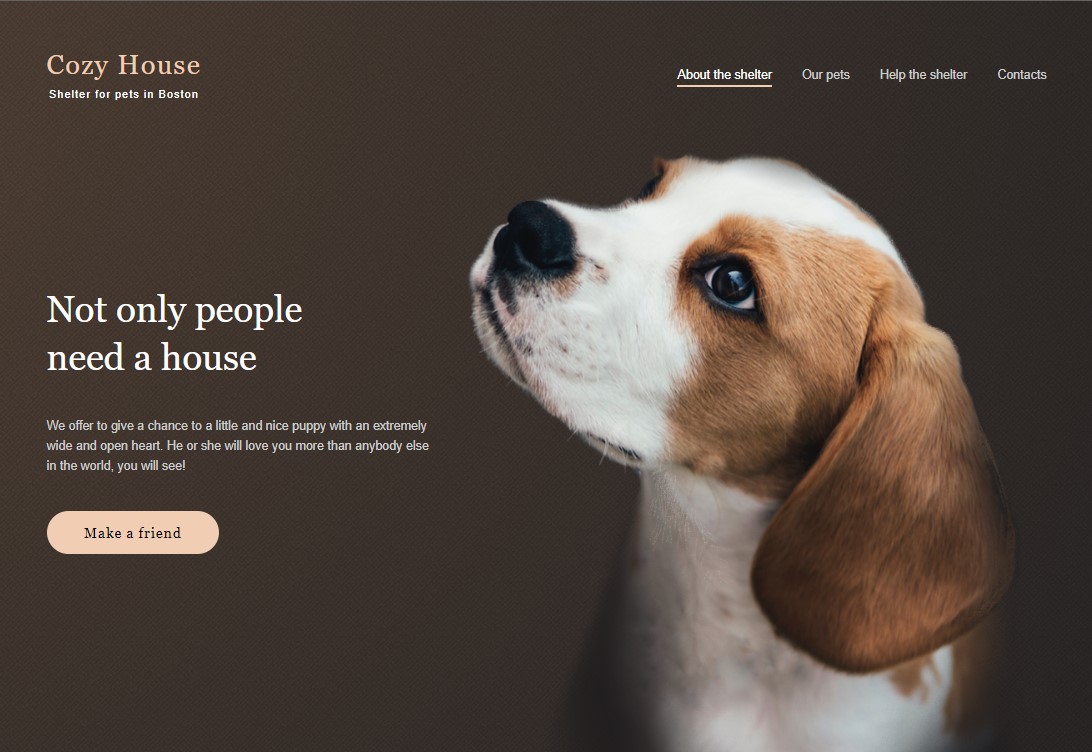 Cozy House
Shelter for pets in Boston
About the shelter
Our pets
Help the shelter
Contacts
Not only people
need a house
We offer to give a chance to a little and nice puppy with an extremely
wide and open heart. He or she will love you more than anybody else
in the world, you will see!
Make a friend